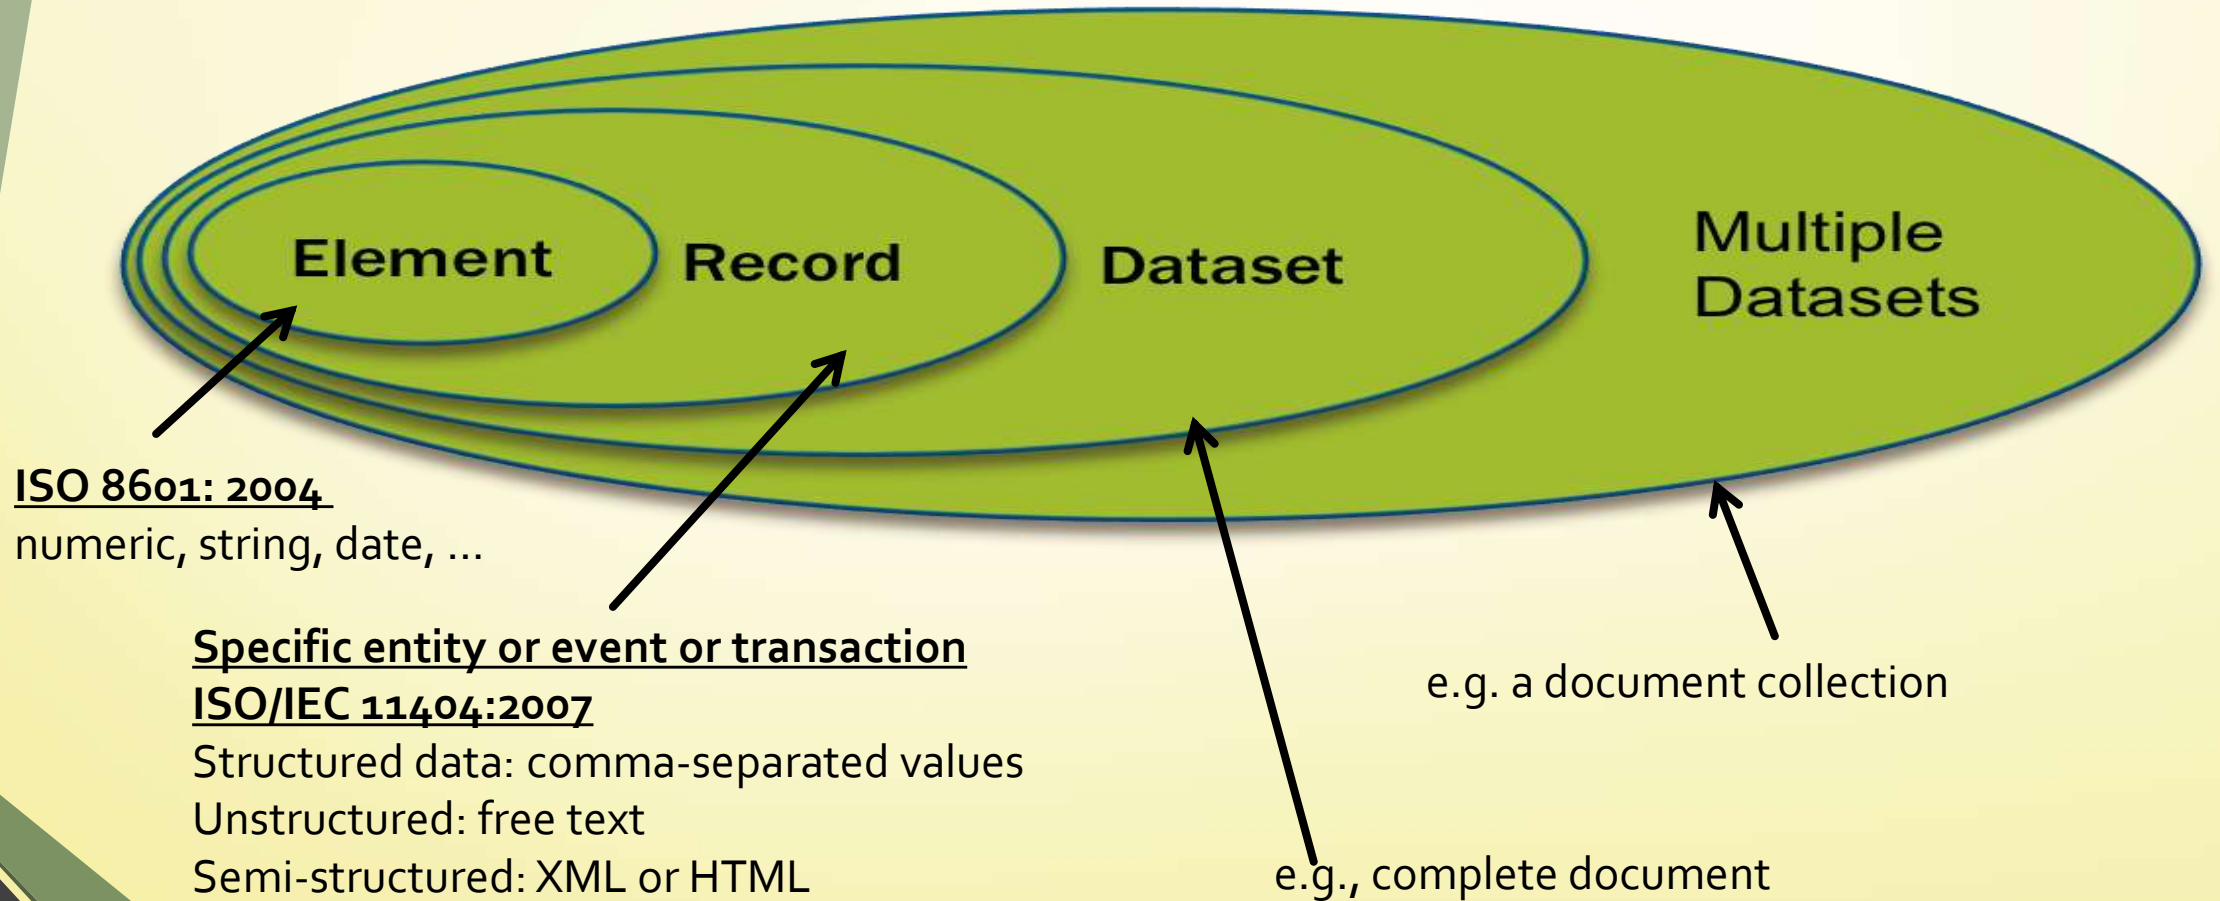 Element
Record
Dataset
Multiple
Datasets
ISO 8601: 2004
numeric, string, date, ...
Specific entity or event or transaction
ISO/IEC 11404:2007
Structured data: comma-separated values
Unstructured: free text
Semi-structured: XML or HTML
e.g. a document collection
e.g., complete document